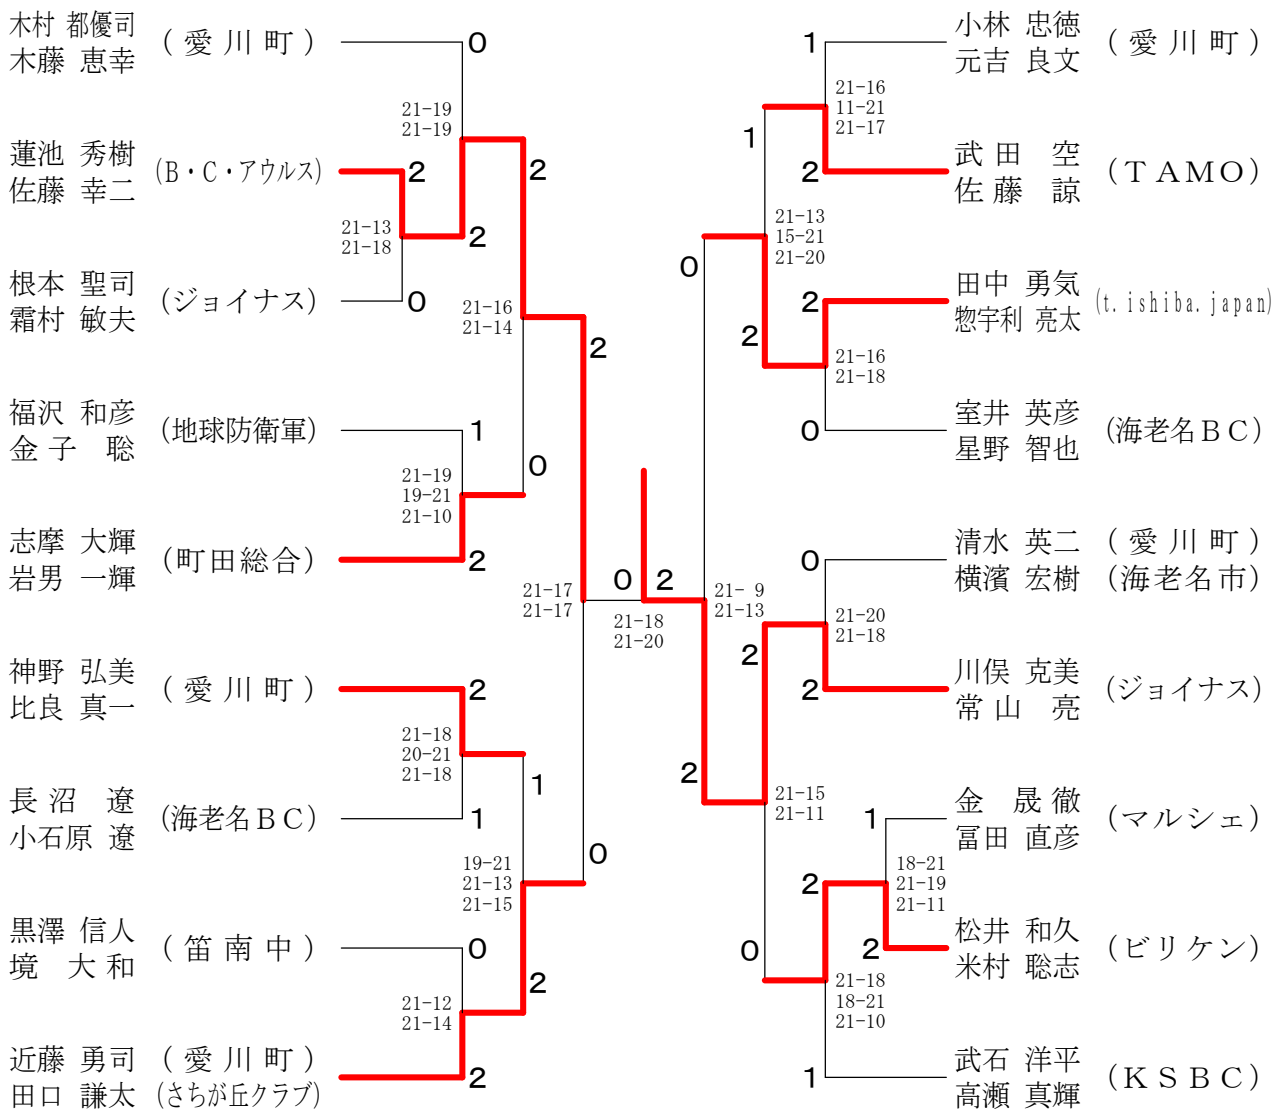 木村 都優司
木藤 恵幸
(愛川町)
0
21-19
21-19
蓮池 秀樹
佐藤 幸二
(B・C・アウルス)
2
2
21-13
21-18
2
根本 聖司
霜村 敏夫
(ジョイナス)
0
21-16
21-14
2
福沢 和彦
金子 聡
(地球防衛軍)
1
0
21-19
19-21
21-10
志摩 大輝
岩男 一輝
(町田総合)
2
21-17
21-17
0
2
21-18
21-20
神野 弘美
比良 真一
(愛川町)
2
21-18
20-21
21-18
1
長沼 遼
小石原 遼
(海老名BC)
1
0
19-21
21-13
21-15
黒澤 信人
境 大和
(笛南中)
0
2
21-12
21-14
近藤 勇司
田口 謙太
(愛川町)
(さちが丘クラブ)
2
1
小林 忠徳
元吉 良文
(愛川町)
21-16
11-21
21-17
1
2
武田 空
佐藤 諒
(TAMO)
21-13
15-21
21-20
0
2
田中 勇気
惣宇利 亮太
(t.ishiba.japan)
2
21-16
21-18
0
室井 英彦
星野 智也
(海老名BC)
0
清水 英二
横濱 宏樹
(愛川町)
(海老名市)
21- 9
21-13
21-20
21-18
2
2
川俣 克美
常山 亮
(ジョイナス)
2
21-15
21-11
1
金 晟徹
冨田 直彦
(マルシェ)
18-21
21-19
21-11
2
0
2
松井 和久
米村 聡志
(ビリケン)
21-18
18-21
21-10
1
武石 洋平
高瀬 真輝
(KSBC)